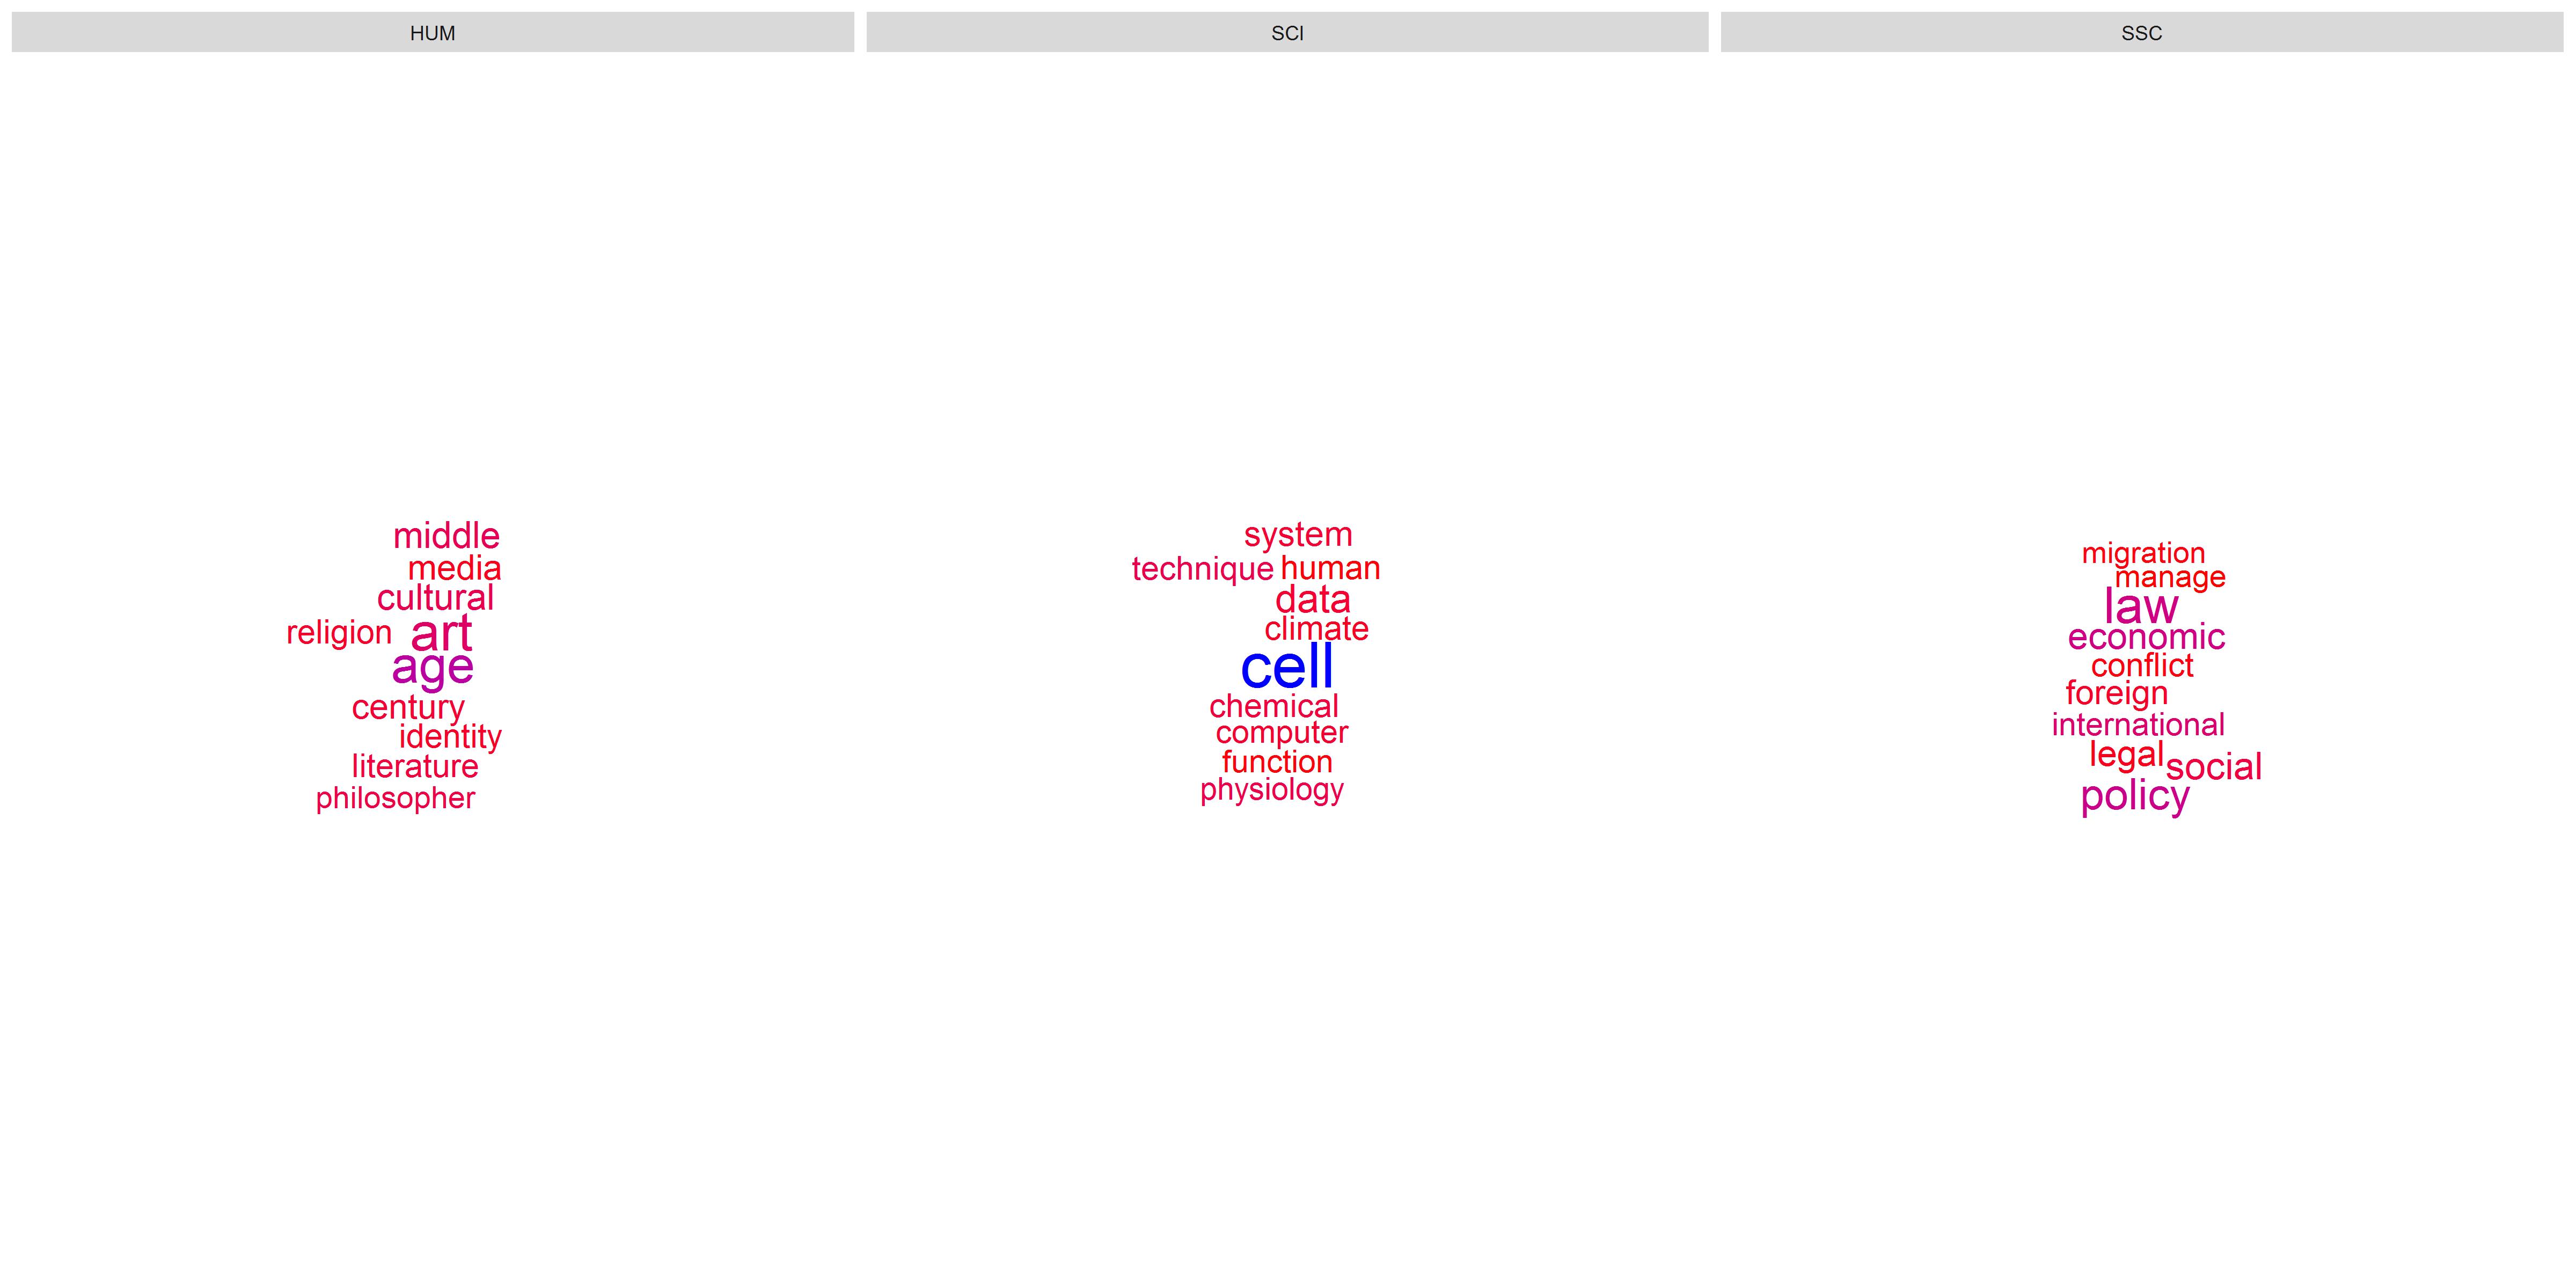 HUM
SCI
SSC
middle
media
cultural
religion art
age
century
identity
literature
philosopher
system
technique human
data
climate
cell
chemical
computer
function
physiology
migration
manage
law
economic
conflict
foreign
international
legal social
policy